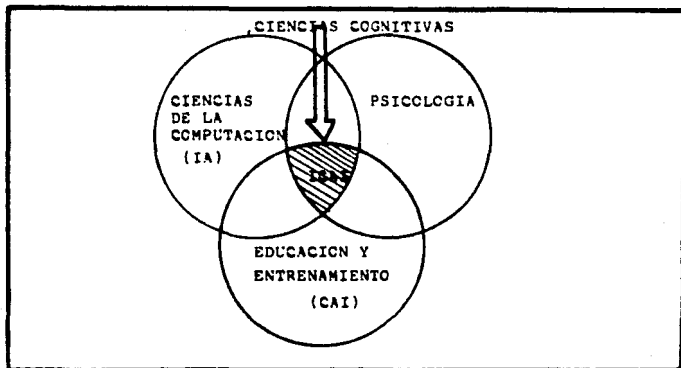 CIENCIAS COGNITIVAS
CIENCIAS
DE LA
COMPUTACION
(IA)
PSICOLOGIA
EDUCACION Y
ENTRENAMIENTO
(CAI)